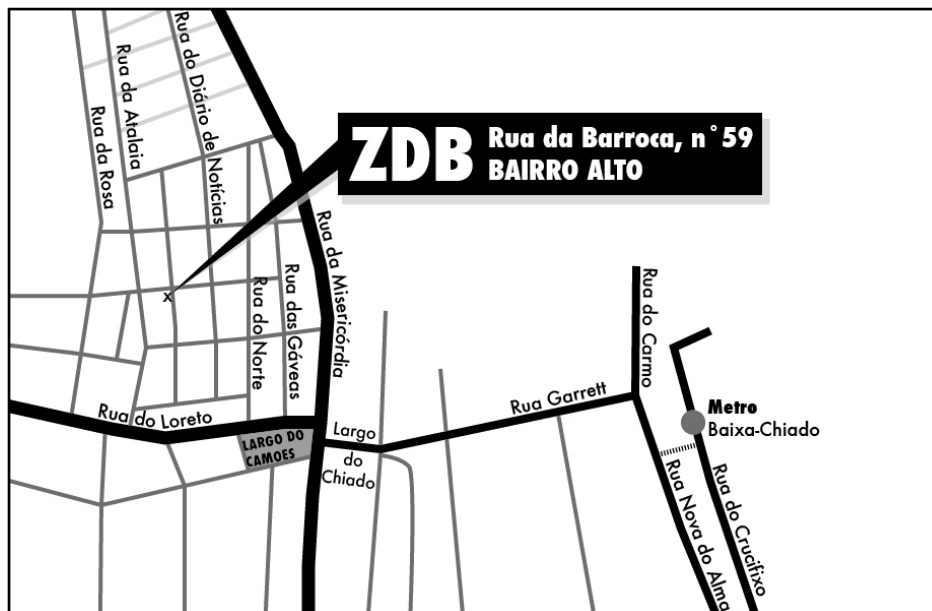 Rua da Rosa
Rua da Atalaia
Rua do Diário de Notícias
ZDB
Rua da Barroca, n°59
BAIRRO ALTO
x
Rua da Misericórdia
Rua das Gáveas
Rua do Norte
Rua do Loreto
LARGO DO
CAMOES
Largo
do
Chiado
Rua Garrett
Rua do Carmo
Metro
Baixa-Chiado
Rua Nova do Alma
Rua do Crucifixo